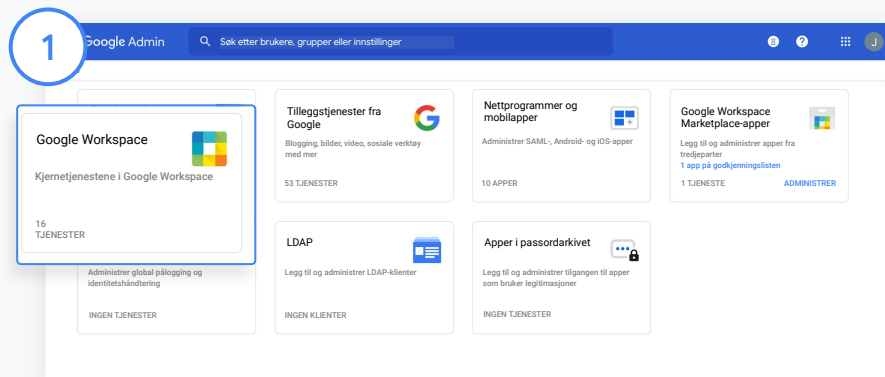 1
Google Admin
Søk etter brukere, grupper eller innstillinger
J
Google Workspace
Kjernetjenestene i Google Workspace
16
TJENESTER
Tilleggstjenester fra
Google
Blogging, bilder, video, sosiale verktøy
med mer
53 TJENESTER
Nettprogrammer og
mobilapper
Administrer SAML-, Android- og iOS-apper
10 APPER
Google Workspace
Marketplace-apper
Legg til og administrer apper fra
tredjeparter
1 app på godkjenningslisten
1 TJENESTE
ADMINISTRER
Administrer global pålogging og
identitetshåndtering
INGEN TJENESTER
LDAP
Legg til og administrer LDAP-klienter
INGEN KLIENTER
Apper i passordarkivet
Legg til og administrer tilgangen til apper
som bruker legitimasjoner
INGEN TJENESTER